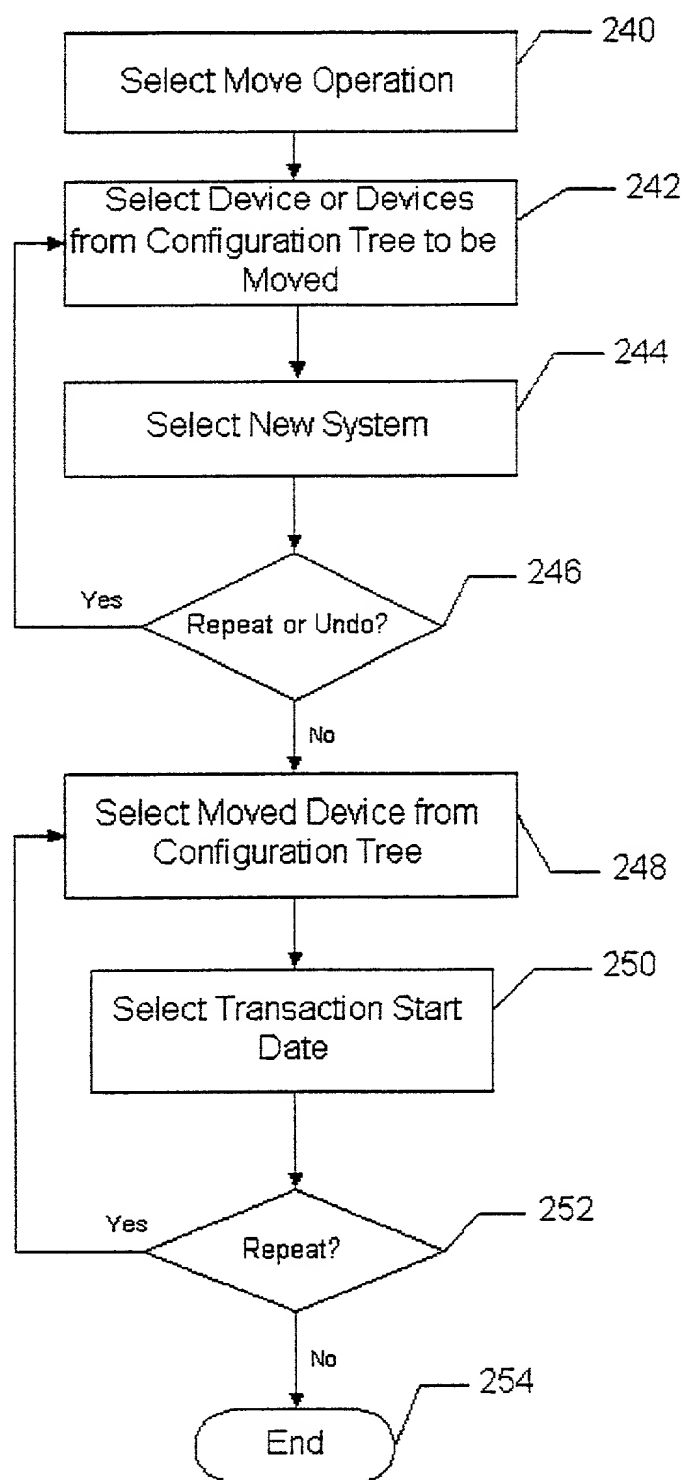 240
Select Move Operation
242
Select Device or Devices
from Configuration Tree to be
Moved
244
Select New System
246
Yes
Repeat or Undo?
No
Select Moved Device from
Configuration Tree
248
250
Select Transaction Start
Date
252
Yes
Repeat?
No
254
End